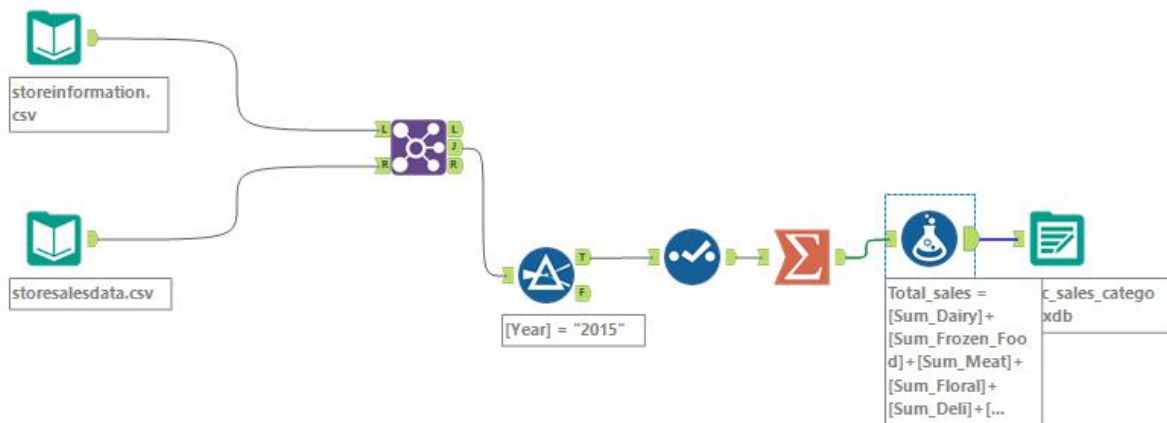 storeinformation.
csv
L
L
J
R
R
storesalesdata.csv
T
F
[Year] = "2015"
Total_sales =
[Sum_Dairy]+
[Sum_Frozen_Foo
d]+[Sum_Meat]+
[Sum_Floral]+
[Sum_Deli]+[...
c_sales_catego
xdb